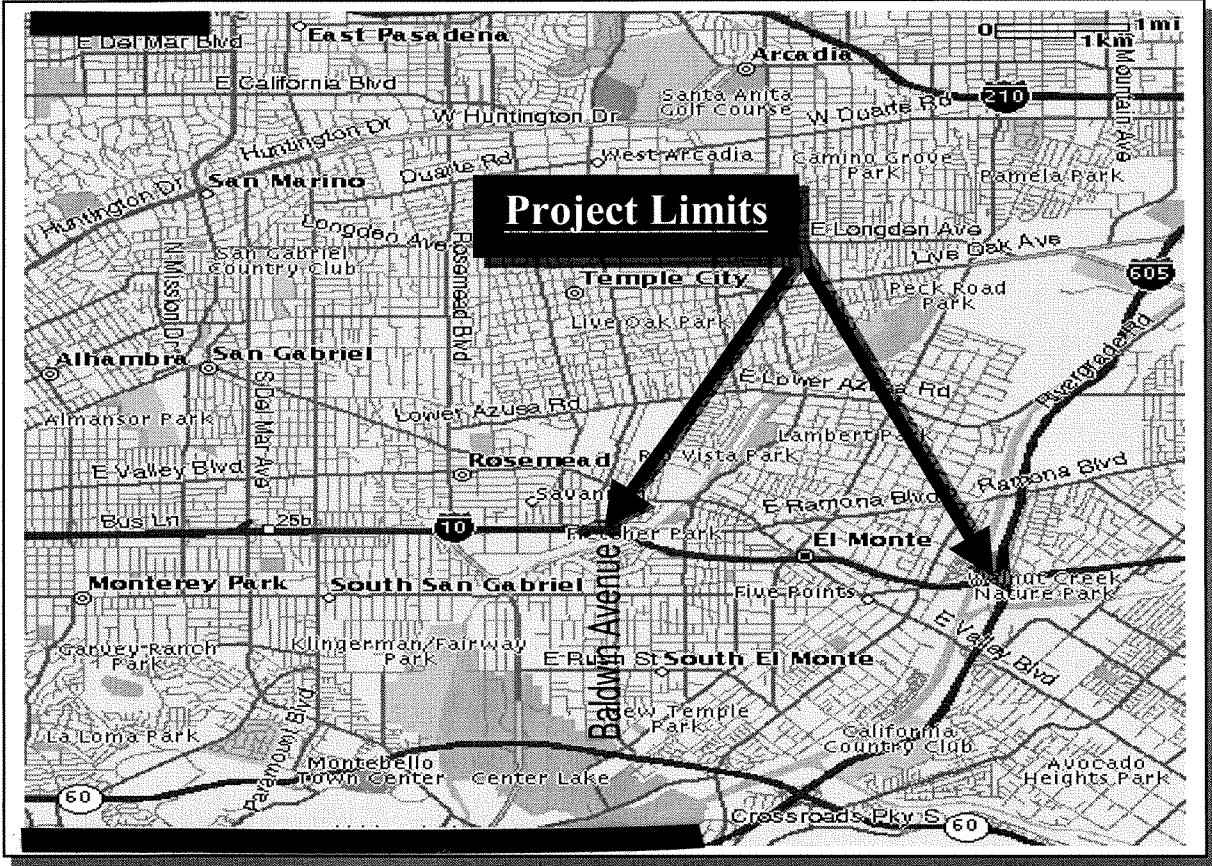 E Del Mar Blvd
East Pasadena
0 1mi
1km
Arcadia
E California Blvd
Santa Anita
Golf Course
210
Mountain Ave
W Huntington Dr
W Duarte Rd
Huntington Dr
Duarte Rd
West Arcadia
Camino Grove
Park
Pamela Park
San Marino
Huntington Dr
Project Limits
Longden Ave
E Longden Ave
Live Oak Ave
N Mission Dr
San Gabriel
Country Club
Rosemead Blvd
605
Temple City
Peck Road
Park
Live Oak Park
Rivergrade Rd
Alhambra
San Gabriel
E Lower Azusa Rd
S Del Mar Ave
Lower Azusa Rd
Almansor Park
Lambert Park
E Valley Blvd
Rosemead
Vista Park
Ramona Blvd
E Ramona Blvd
Bus Ln
25b
10
Fletcher Park
El Monte
Baldwin Avenue
Monterey Park
South San Gabriel
Five Points
Walnut Creek
Nature Park
E Valley Blvd
Garvey Ranch
Park
Klingerman/Fairway
Park
E Rush St
South El Monte
New Temple
Park
La Loma Park
California
Country Club
Montebello
Town Center
Center Lake
Avocado
Heights Park
60
Crossroads Pky S
60